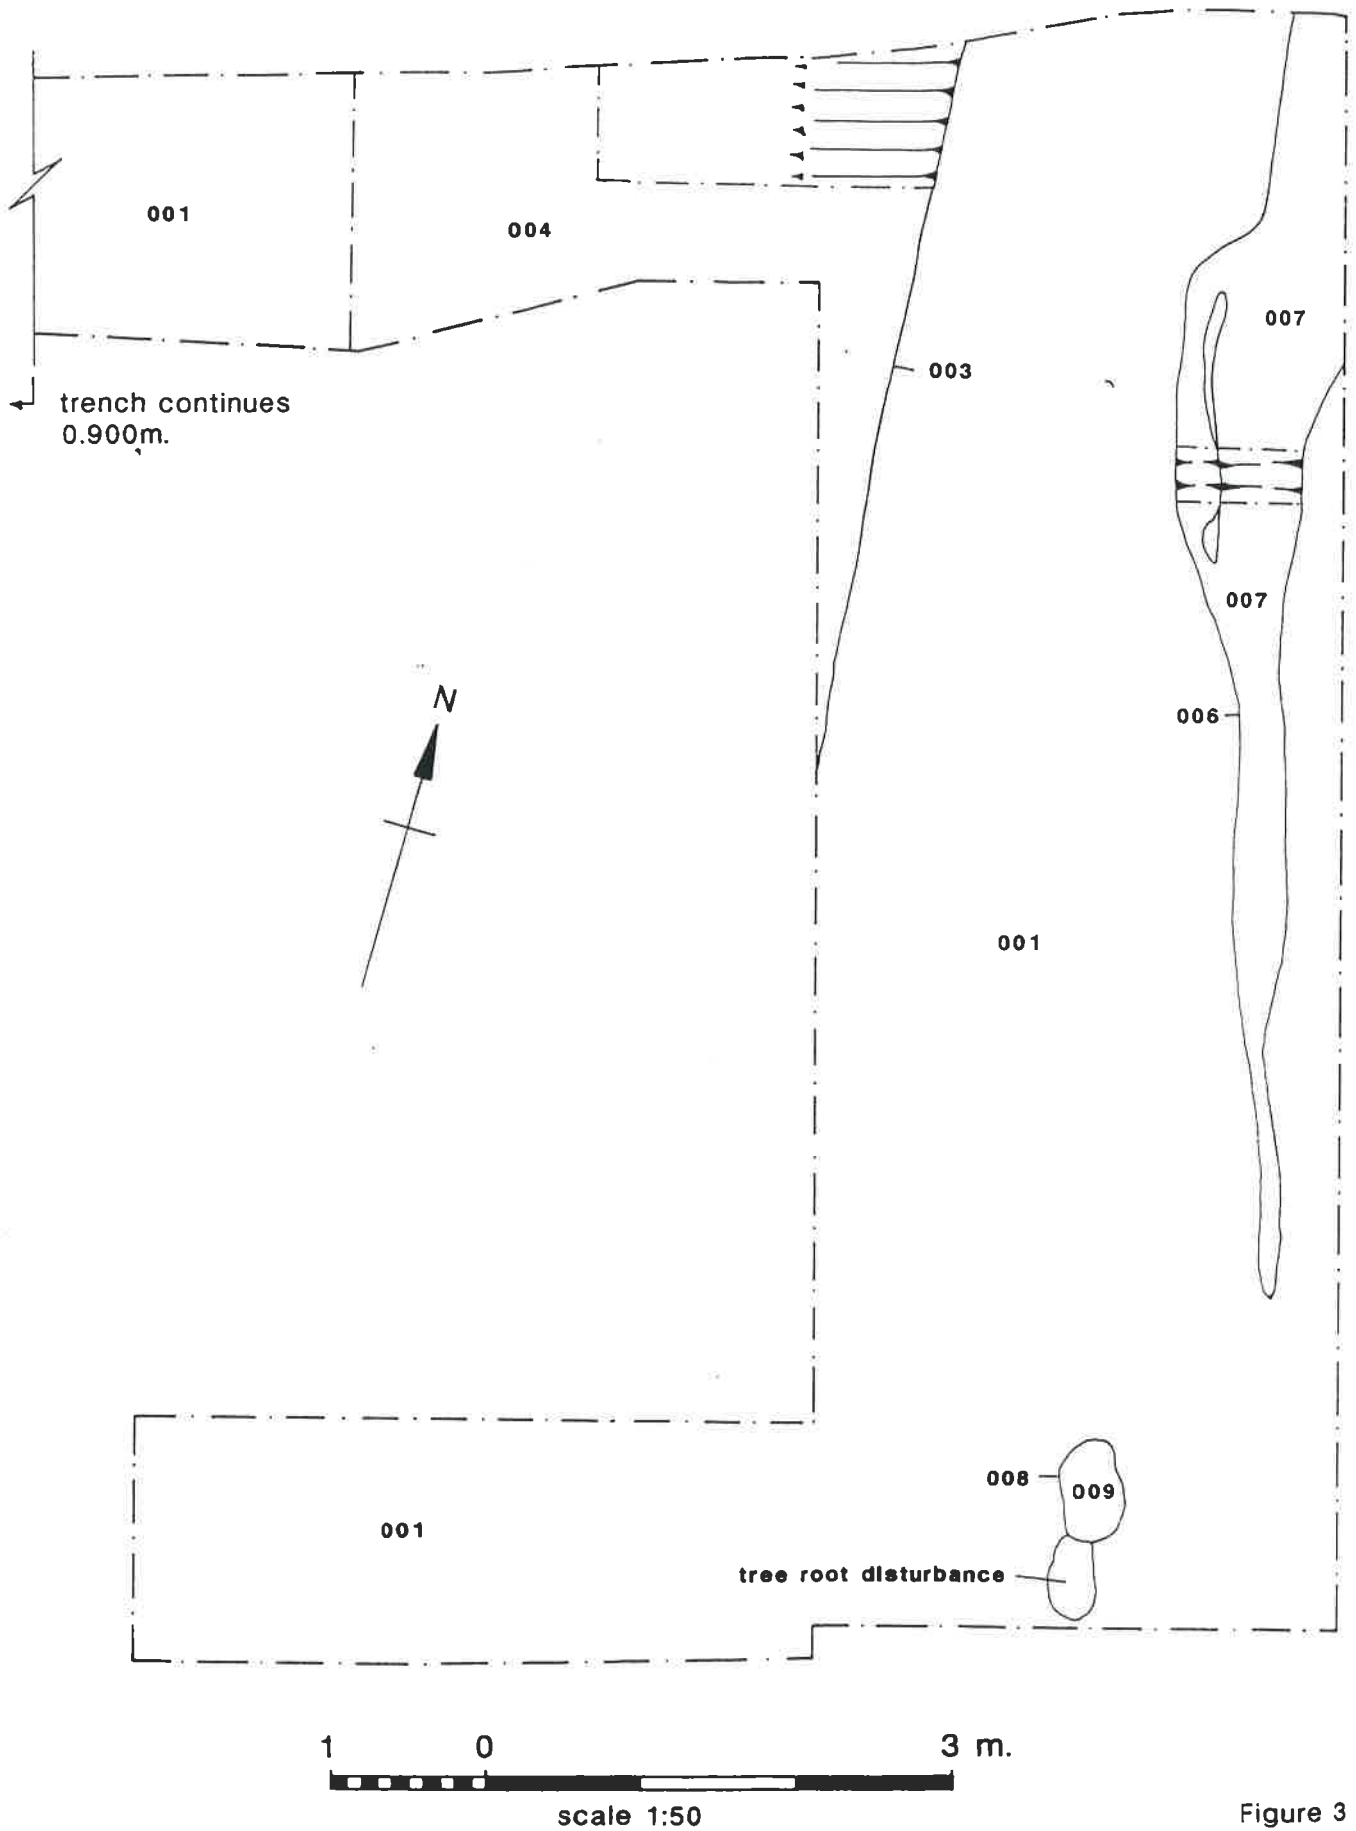 001
004
007
003
trench continues
0.900m.
007
N
006
001
008
009
001
tree root disturbance
1 0 3 m.
scale 1:50
Figure 3